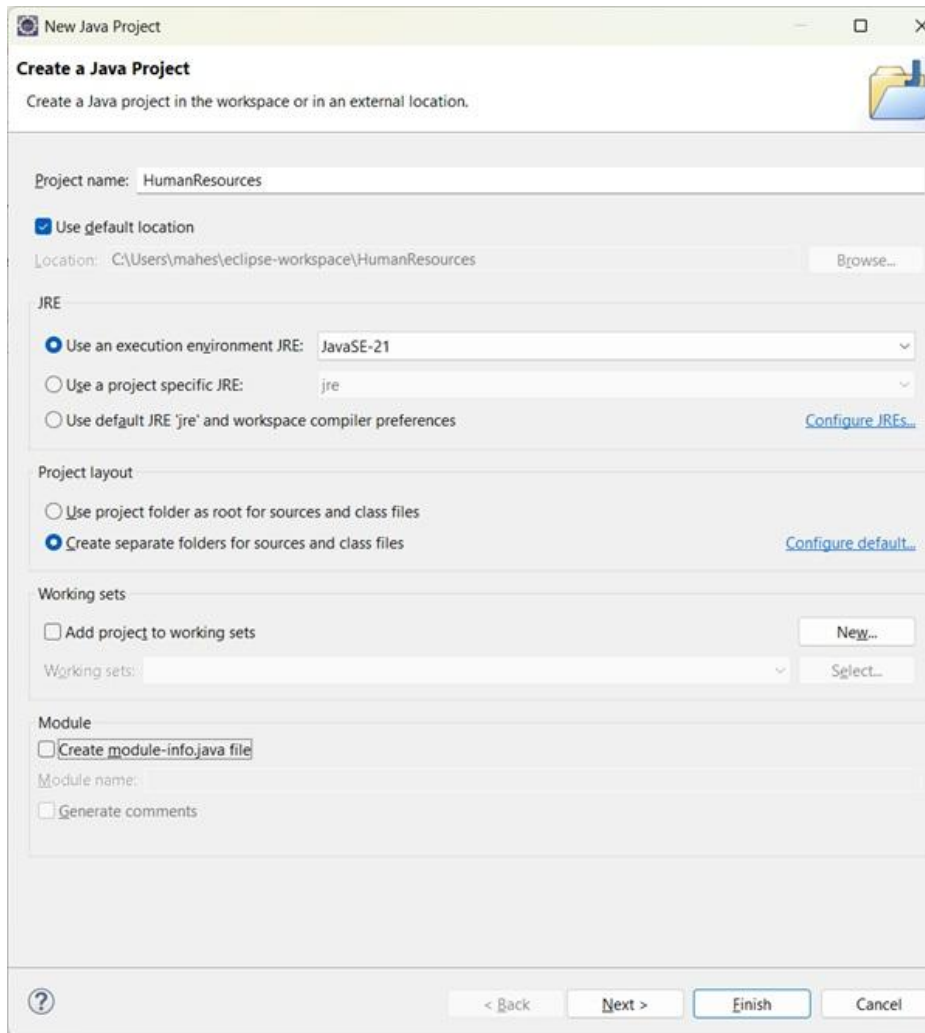 New Java Project
Create a Java Project
Create a Java project in the workspace or in an external location.
Project name: HumanResources
Use default location
Location: C:\Users\mahes\eclipse-workspace\HumanResources Browse...
JRE
Use an execution environment JRE: JavaSE-21
Use a project specific JRE: jre
Use default JRE 'jre' and workspace compiler preferences Configure JREs...
Project layout
Use project folder as root for sources and class files
Create separate folders for sources and class files Configure default...
Working sets
Add project to working sets New...
Working sets: Select...
Module
Create module-info.java file
Module name:
Generate comments
? < Back Next > Finish Cancel